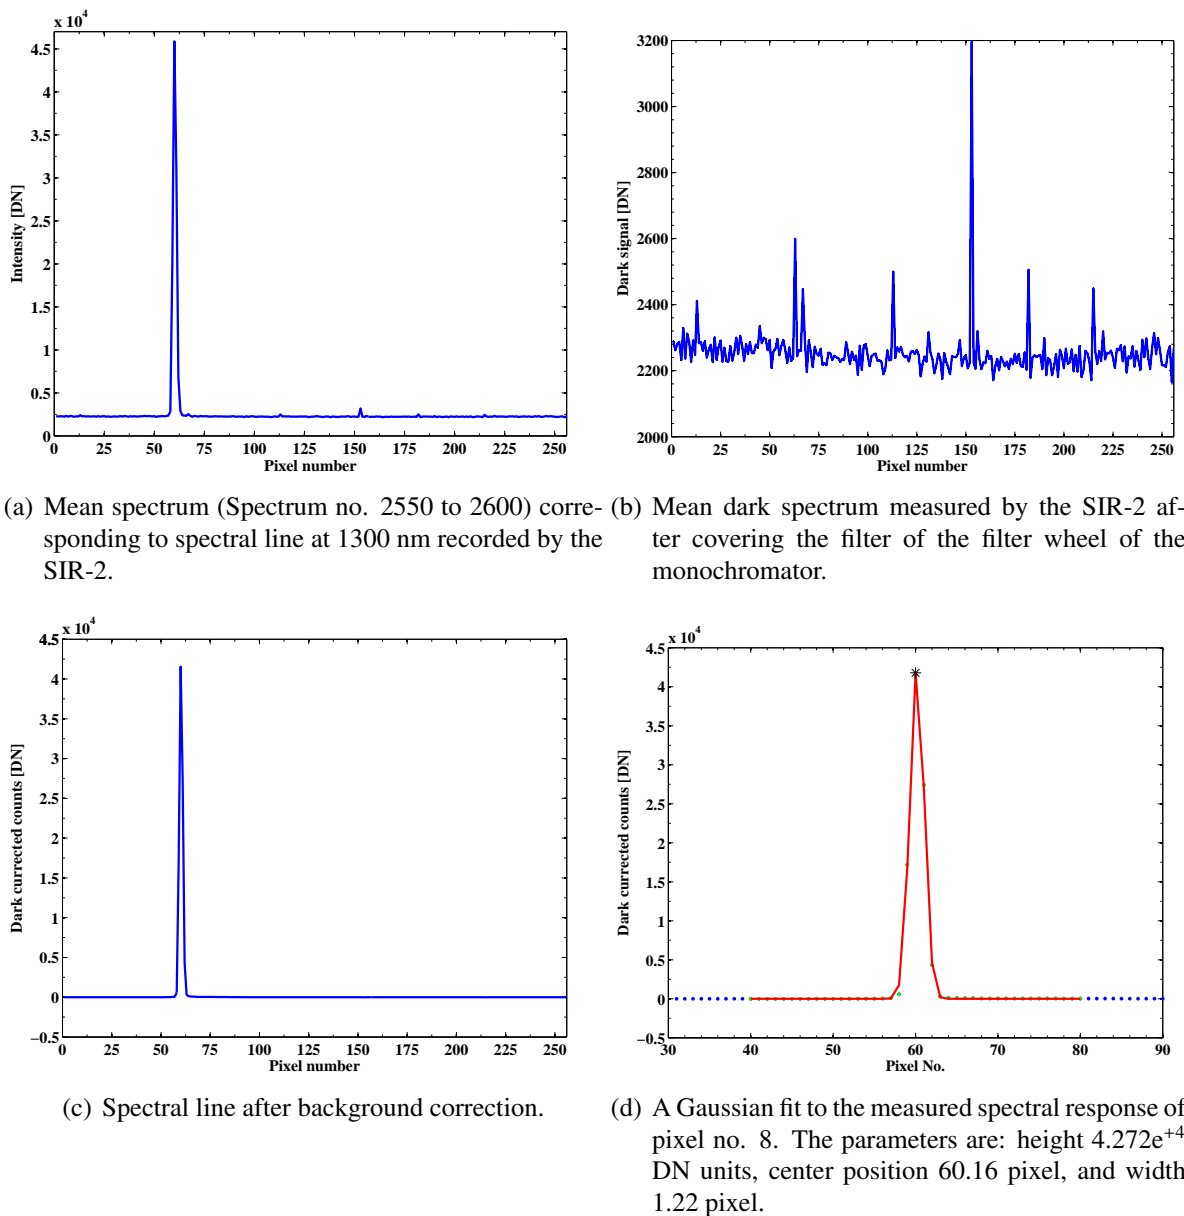 x 10^4
4.5
4
3.5
3
2.5
2
1.5
1
0.5
0
0 25 50 75 100 125 150 175 200 225 250
Intensity [DN]
Pixel number
3200
3000
2800
2600
2400
2200
2000
0 25 50 75 100 125 150 175 200 225 250
Dark signal [DN]
Pixel number
(a) Mean spectrum (Spectrum no. 2550 to 2600) corre-
sponding to spectral line at 1300 nm recorded by the
SIR-2.
(b) Mean dark spectrum measured by the SIR-2 af-
ter covering the filter of the filter wheel of the
monochromator.
x 10^4
4.5
4
3.5
3
2.5
2
1.5
1
0.5
0
−0.5
0 25 50 75 100 125 150 175 200 225 250
Dark currected counts [DN]
Pixel number
x 10^4
4.5
4
3.5
3
2.5
2
1.5
1
0.5
0
−0.5
30 40 50 60 70 80 90
Dark currected counts [DN]
Pixel No.
(c) Spectral line after background correction.
(d) A Gaussian fit to the measured spectral response of
pixel no. 8. The parameters are: height 4.272e^+4
DN units, center position 60.16 pixel, and width
1.22 pixel.